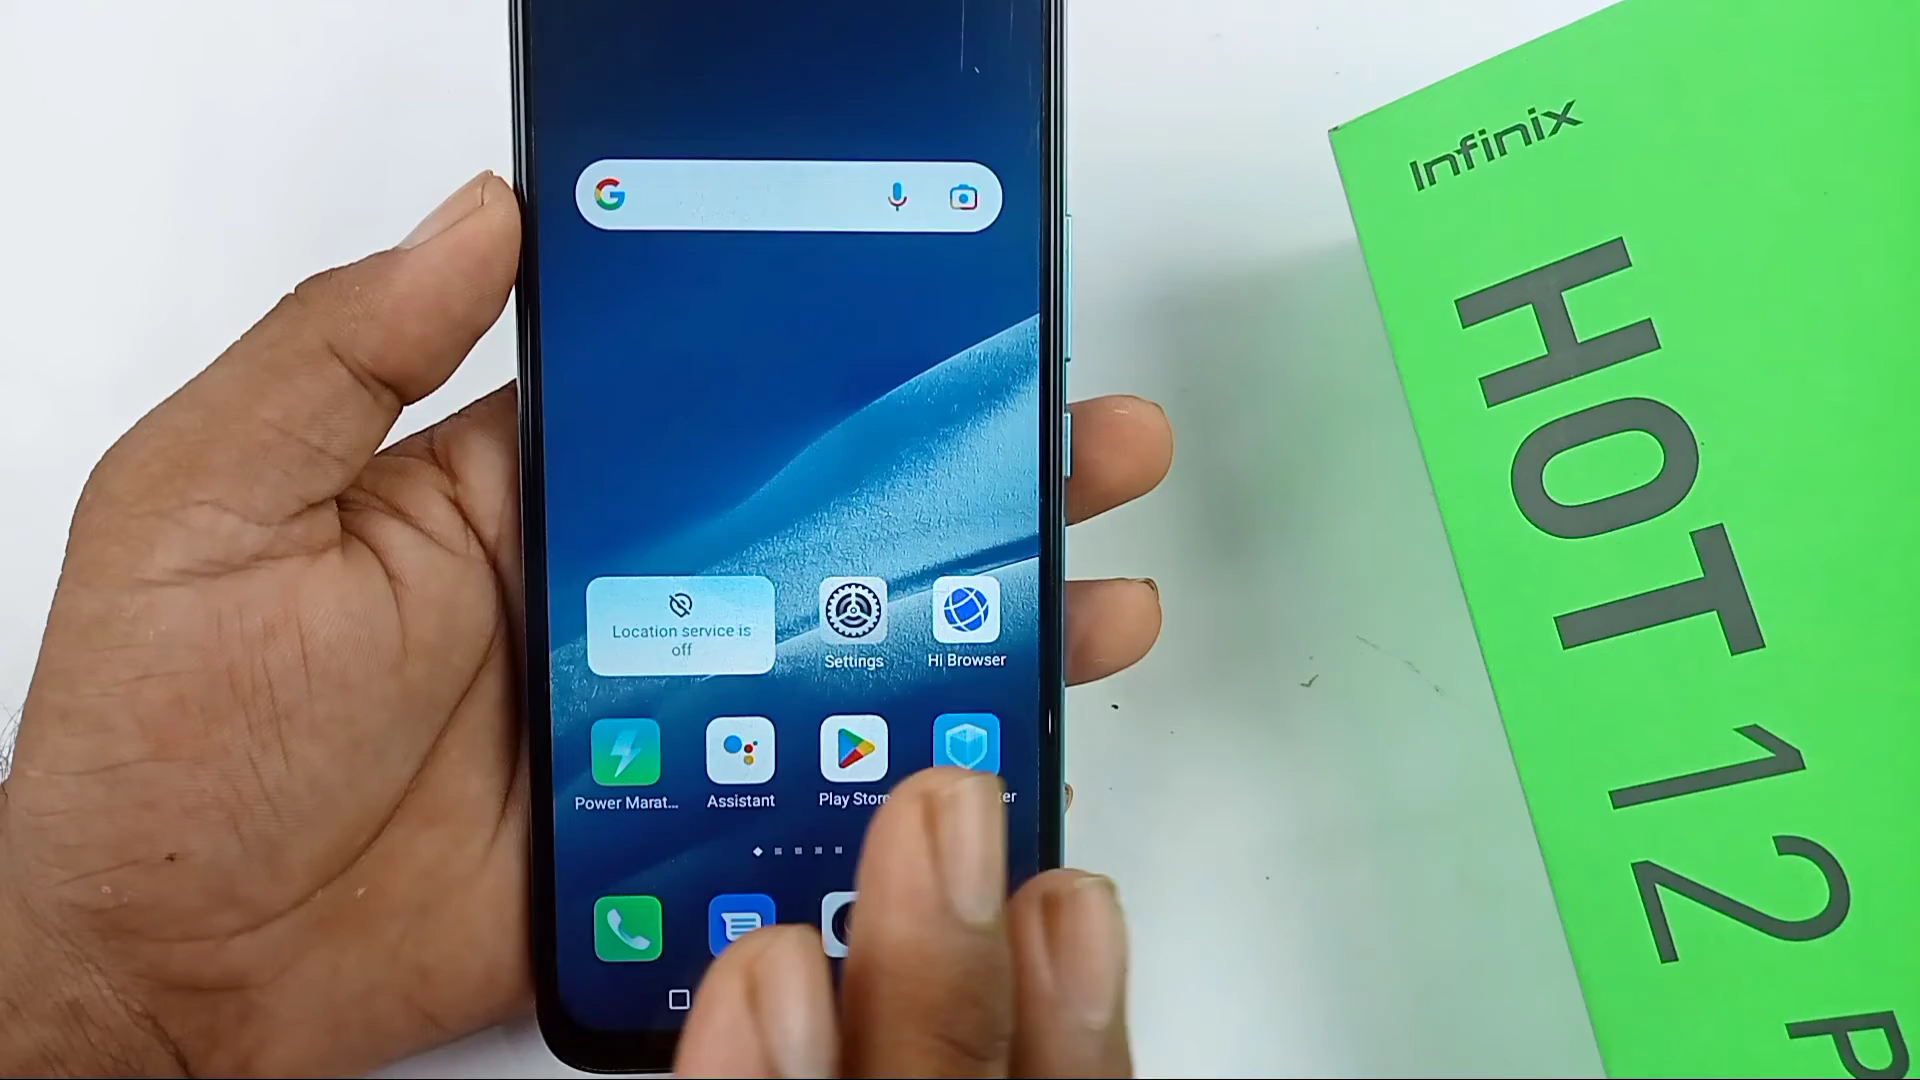 Location service is
off
Settings
Hi Browser
Power Marat...
Assistant
Play Store
Infinix
HOT 12 P